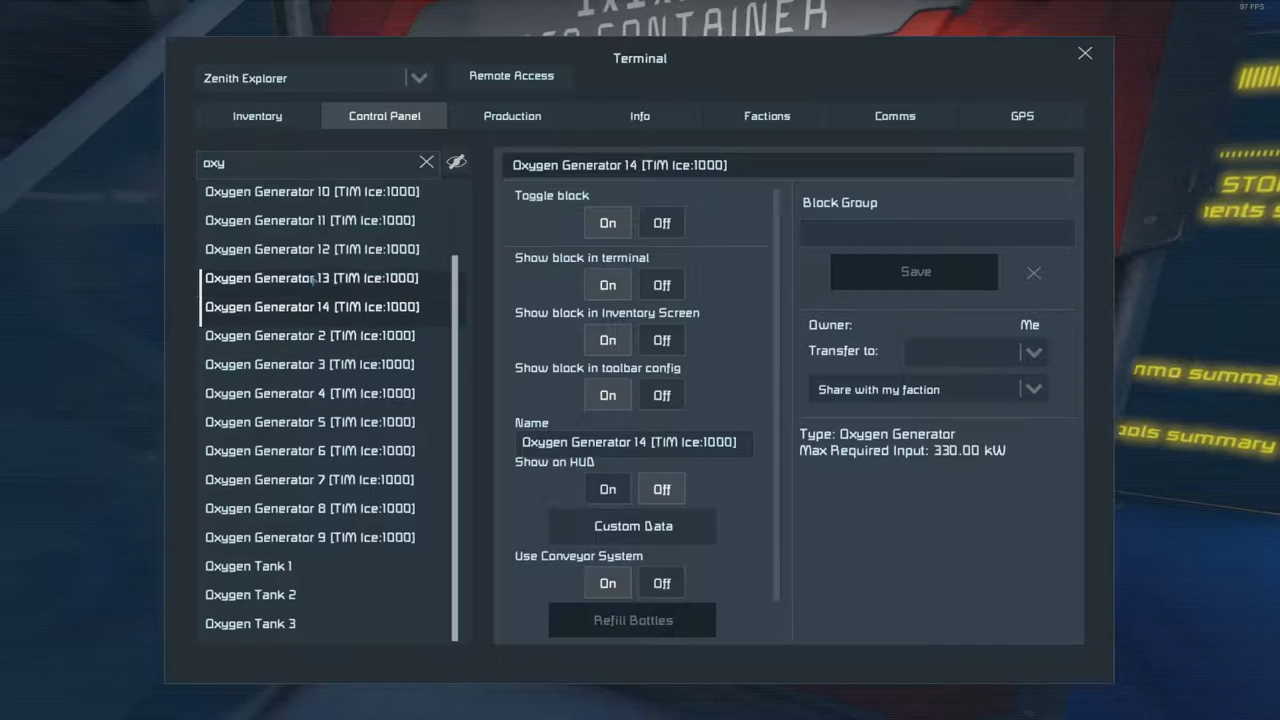 CONTAINER
97 FPS
Terminal
Zenith Explorer
Remote Access
Inventory
Control Panel
Production
Info
Factions
Comms
GPS
oxy
Oxygen Generator 10 [TIM Ice:1000]
Oxygen Generator 11 [TIM Ice:1000]
Oxygen Generator 12 [TIM Ice:1000]
Oxygen Generator 13 [TIM Ice:1000]
Oxygen Generator 14 [TIM Ice:1000]
Oxygen Generator 2 [TIM Ice:1000]
Oxygen Generator 3 [TIM Ice:1000]
Oxygen Generator 4 [TIM Ice:1000]
Oxygen Generator 5 [TIM Ice:1000]
Oxygen Generator 6 [TIM Ice:1000]
Oxygen Generator 7 [TIM Ice:1000]
Oxygen Generator 8 [TIM Ice:1000]
Oxygen Generator 9 [TIM Ice:1000]
Oxygen Tank 1
Oxygen Tank 2
Oxygen Tank 3
Oxygen Generator 14 [TIM Ice:1000]
Toggle block
On Off
Show block in terminal
On Off
Show block in Inventory Screen
On Off
Show block in toolbar config
On Off
Name
Oxygen Generator 14 [TIM Ice:1000]
Show on HUD
On Off
Custom Data
Use Conveyor System
On Off
Refill Bottles
Block Group
Save
Owner: Me
Transfer to:
Share with my faction
Type: Oxygen Generator
Max Required Input: 330.00 kW